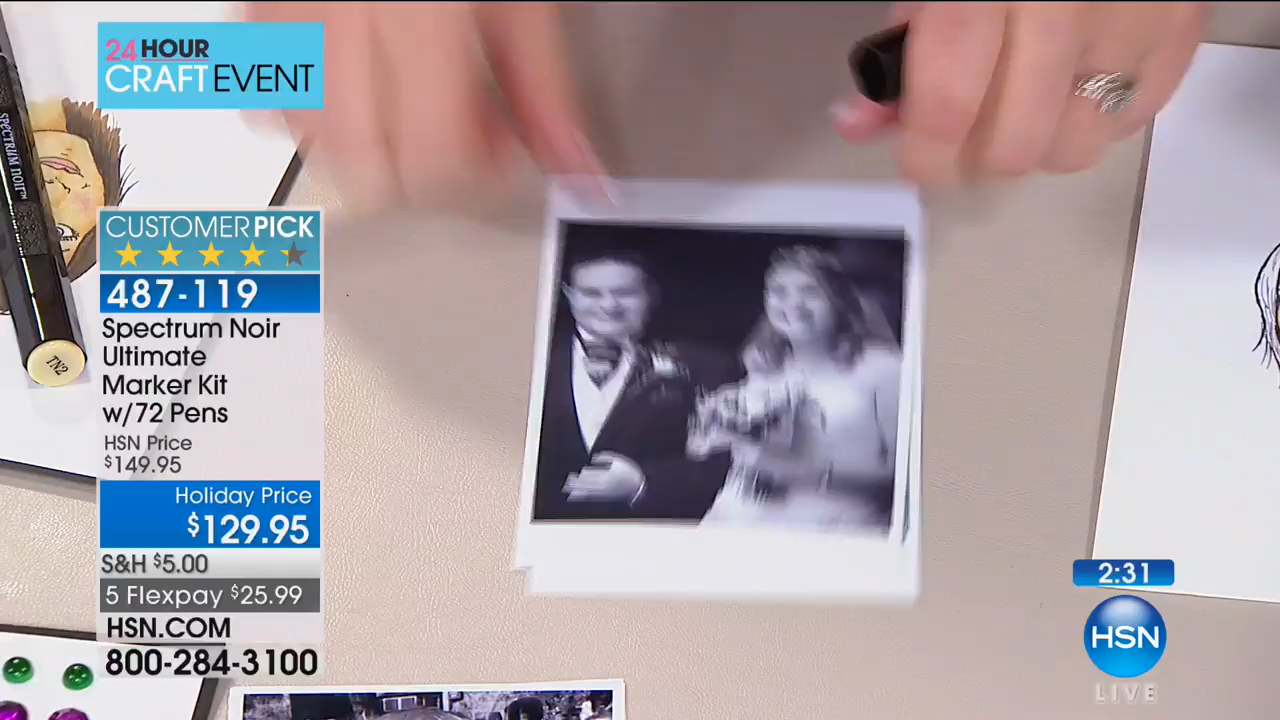 24 HOUR
CRAFT EVENT
SPECTRUM NOIR™
TN2
CUSTOMER PICK
487-119
Spectrum Noir
Ultimate
Marker Kit
w/72 Pens
HSN Price
$149.95
Holiday Price
$129.95
S&H $5.00
5 Flexpay $25.99
HSN.COM
800-284-3100
2:31
HSN
LIVE